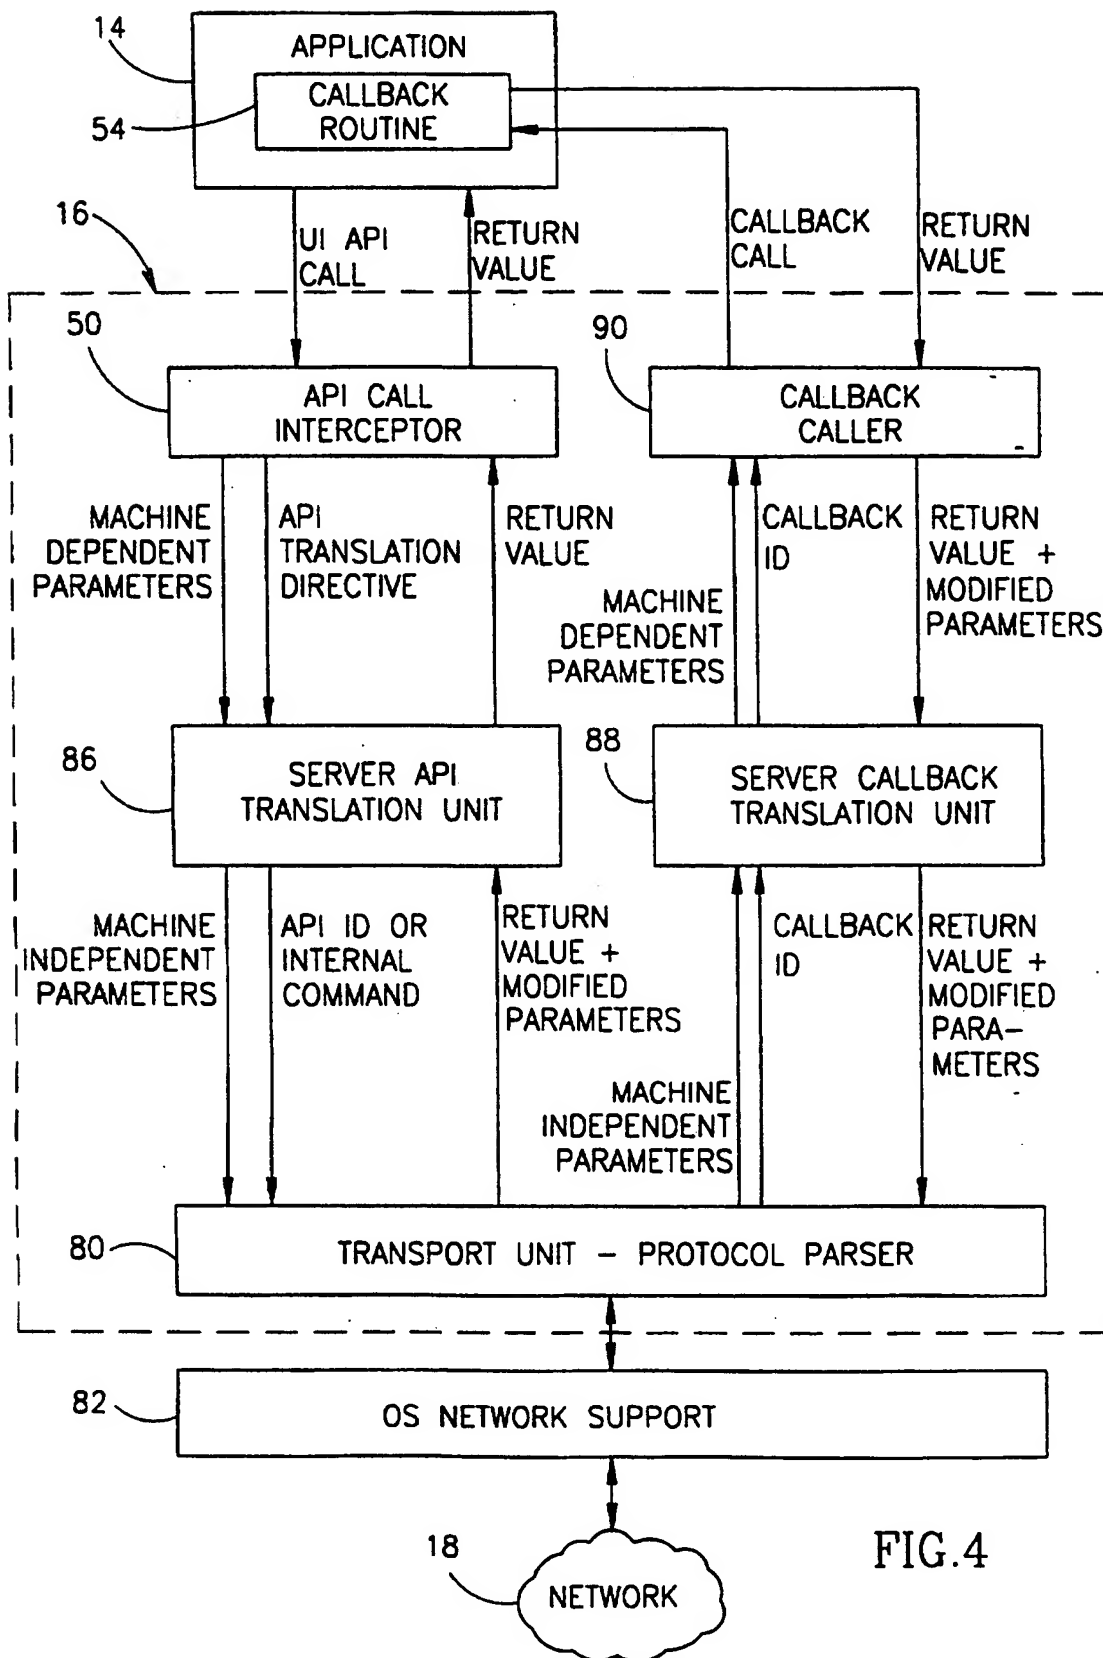 14
APPLICATION
CALLBACK
ROUTINE
54
16
UI API
CALL
RETURN
VALUE
CALLBACK
CALL
RETURN
VALUE
50
90
API CALL
INTERCEPTOR
CALLBACK
CALLER
MACHINE
DEPENDENT
PARAMETERS
API
TRANSLATION
DIRECTIVE
RETURN
VALUE
MACHINE
DEPENDENT
PARAMETERS
CALLBACK
ID
RETURN
VALUE +
MODIFIED
PARAMETERS
86
SERVER API
TRANSLATION UNIT
88
SERVER CALLBACK
TRANSLATION UNIT
MACHINE
INDEPENDENT
PARAMETERS
API ID OR
INTERNAL
COMMAND
RETURN
VALUE +
MODIFIED
PARAMETERS
MACHINE
INDEPENDENT
PARAMETERS
CALLBACK
ID
RETURN
VALUE +
MODIFIED
PARA-
METERS
80
TRANSPORT UNIT - PROTOCOL PARSER
82
OS NETWORK SUPPORT
18
NETWORK
FIG.4